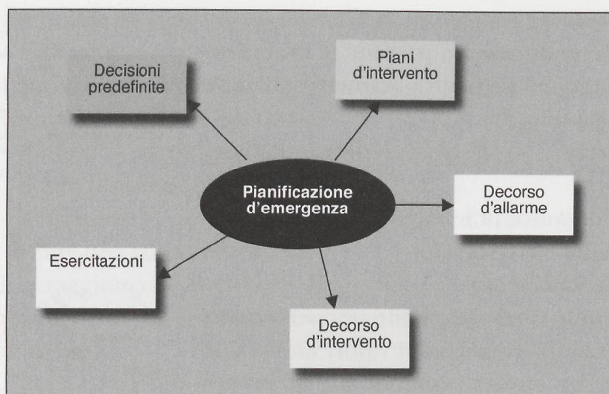 Decisioni
predefinite
Piani
d'intervento
Pianificazione
d'emergenza
Decorso
d'allarme
Esercitazioni
Decorso
d'intervento